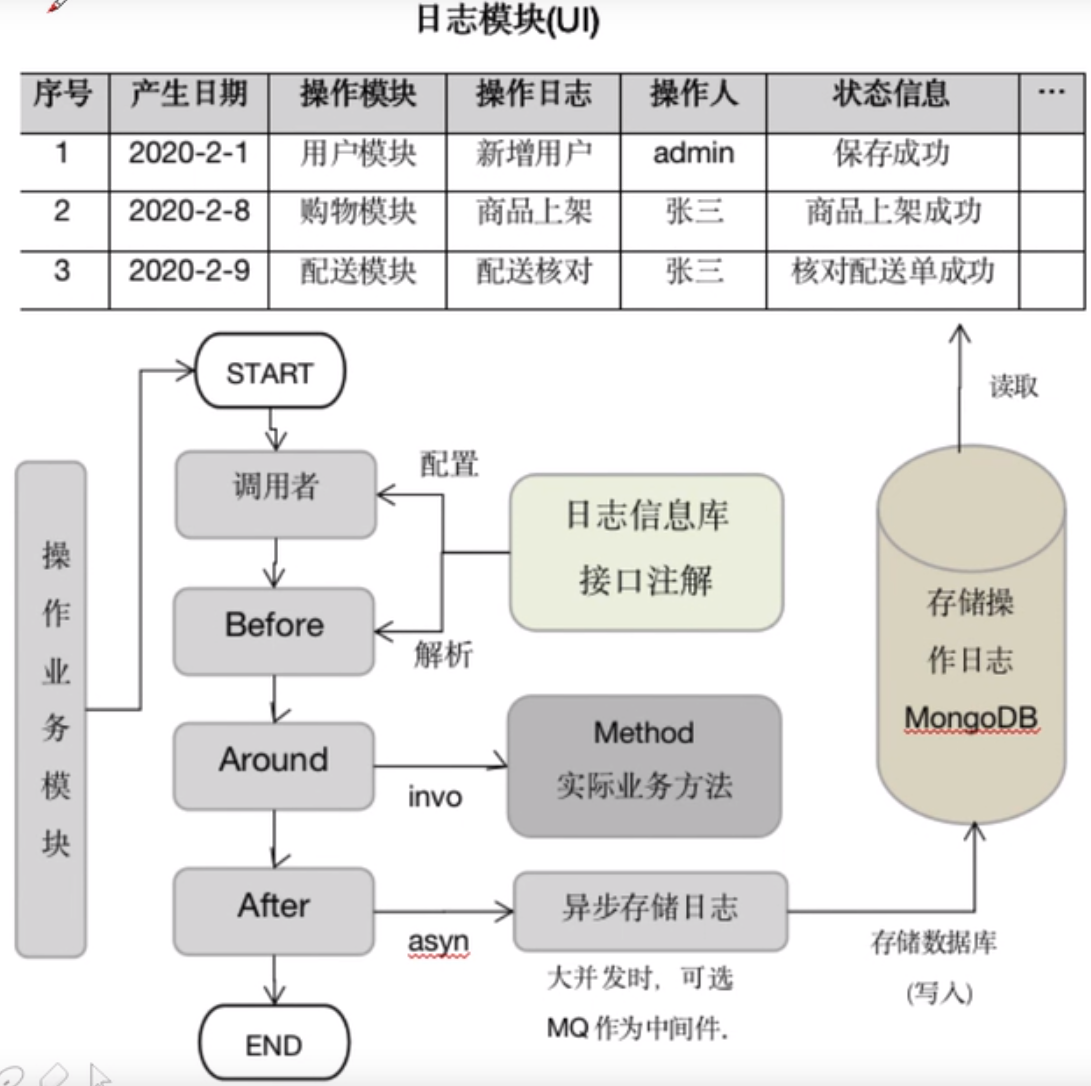 日志模块(UI)
序号 产生日期 操作模块 操作日志 操作人 状态信息 ...
1 2020-2-1 用户模块 新增用户 admin 保存成功
2 2020-2-8 购物模块 商品上架 张三 商品上架成功
3 2020-2-9 配送模块 配送核对 张三 核对配送单成功
START
读取
操作业务模块
调用者
配置
日志信息库
接口注解
Before
解析
存储操
作日志
MongoDB
Around
invo
Method
实际业务方法
After
asyn
异步存储日志
大并发时，可选
MQ 作为中间件.
存储数据库
(写入)
END